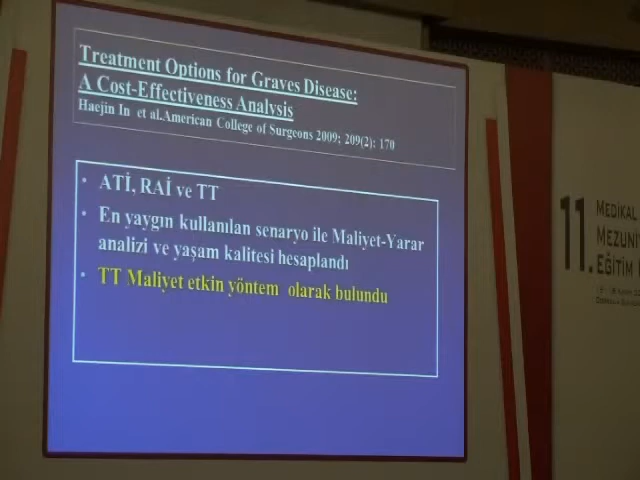 Treatment Options for Graves Disease:
A Cost-Effectiveness Analysis
Haejin In et al.American College of Surgeons 2009; 209(2): 170
• ATİ, RAİ ve TT
• En yaygın kullanılan senaryo ile Maliyet-Yarar
analizi ve yaşam kalitesi hesaplandı
• TT Maliyet etkin yöntem olarak bulundu
11.
MEDİKAL
MEZUNİ
EĞİTİM